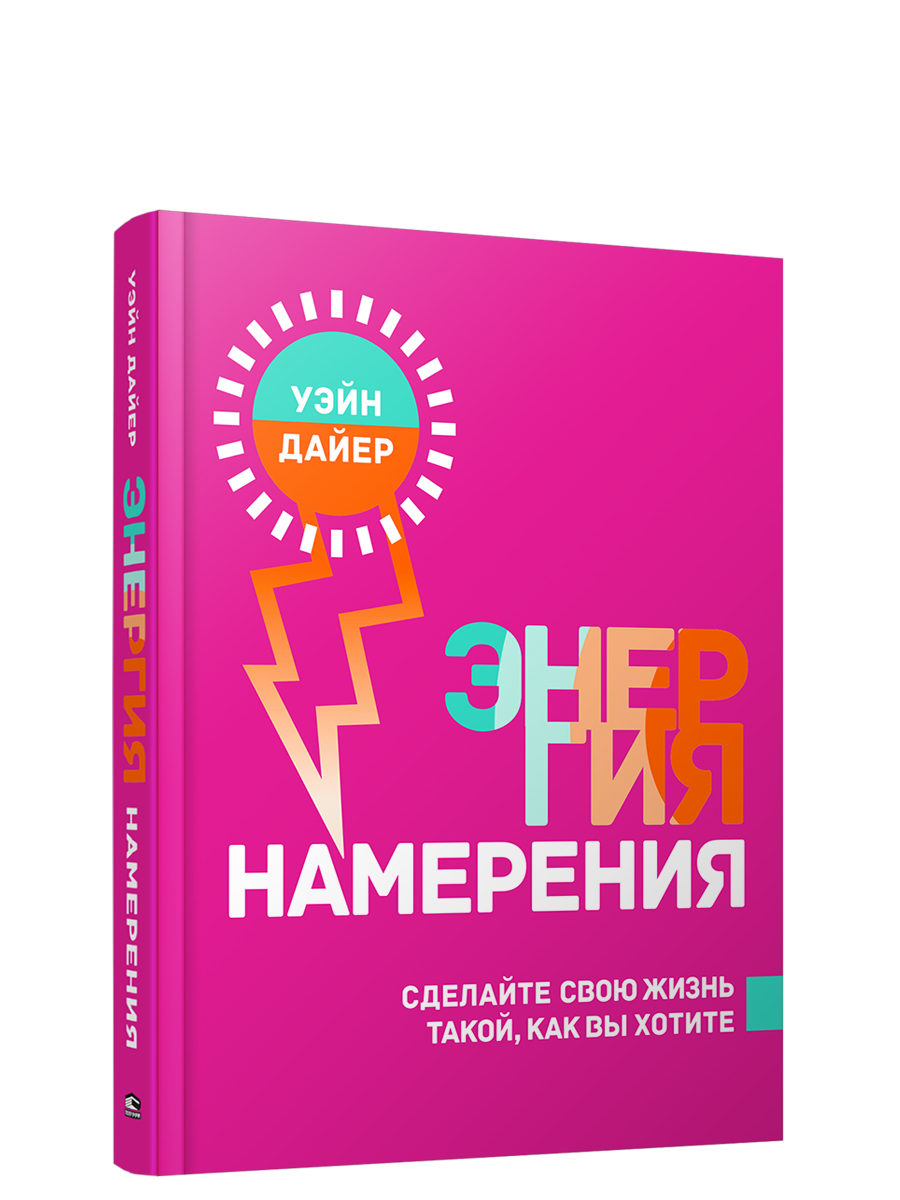 УЭЙН
ДАЙЕР
ЭНЕР
ГИЯ
НАМЕРЕНИЯ
СДЕЛАЙТЕ СВОЮ ЖИЗНЬ
ТАКОЙ, КАК ВЫ ХОТИТЕ
УЭЙН ДАЙЕР ЭНЕРГИЯ НАМЕРЕНИЯ